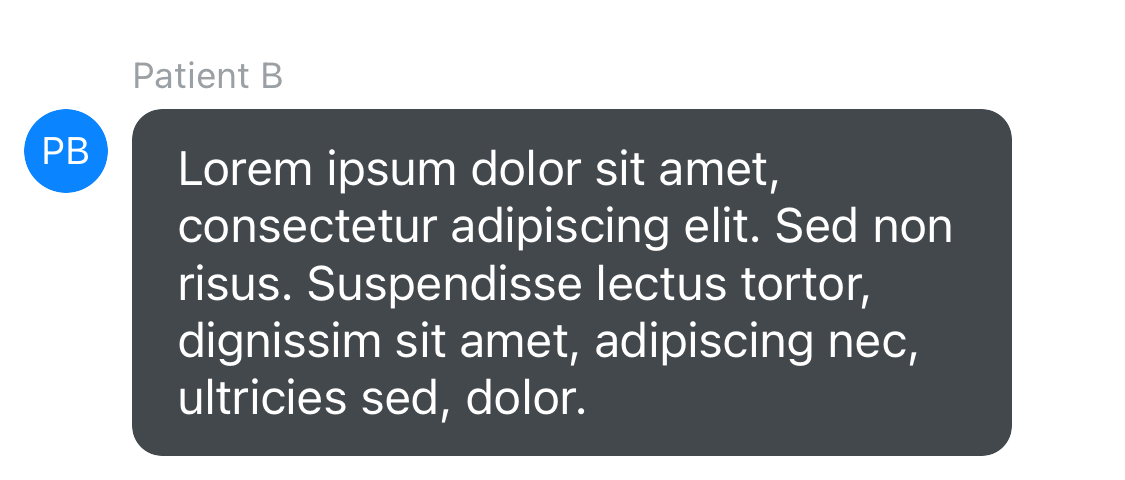 Patient B
PB
Lorem ipsum dolor sit amet,
consectetur adipiscing elit. Sed non
risus. Suspendisse lectus tortor,
dignissim sit amet, adipiscing nec,
ultricies sed, dolor.